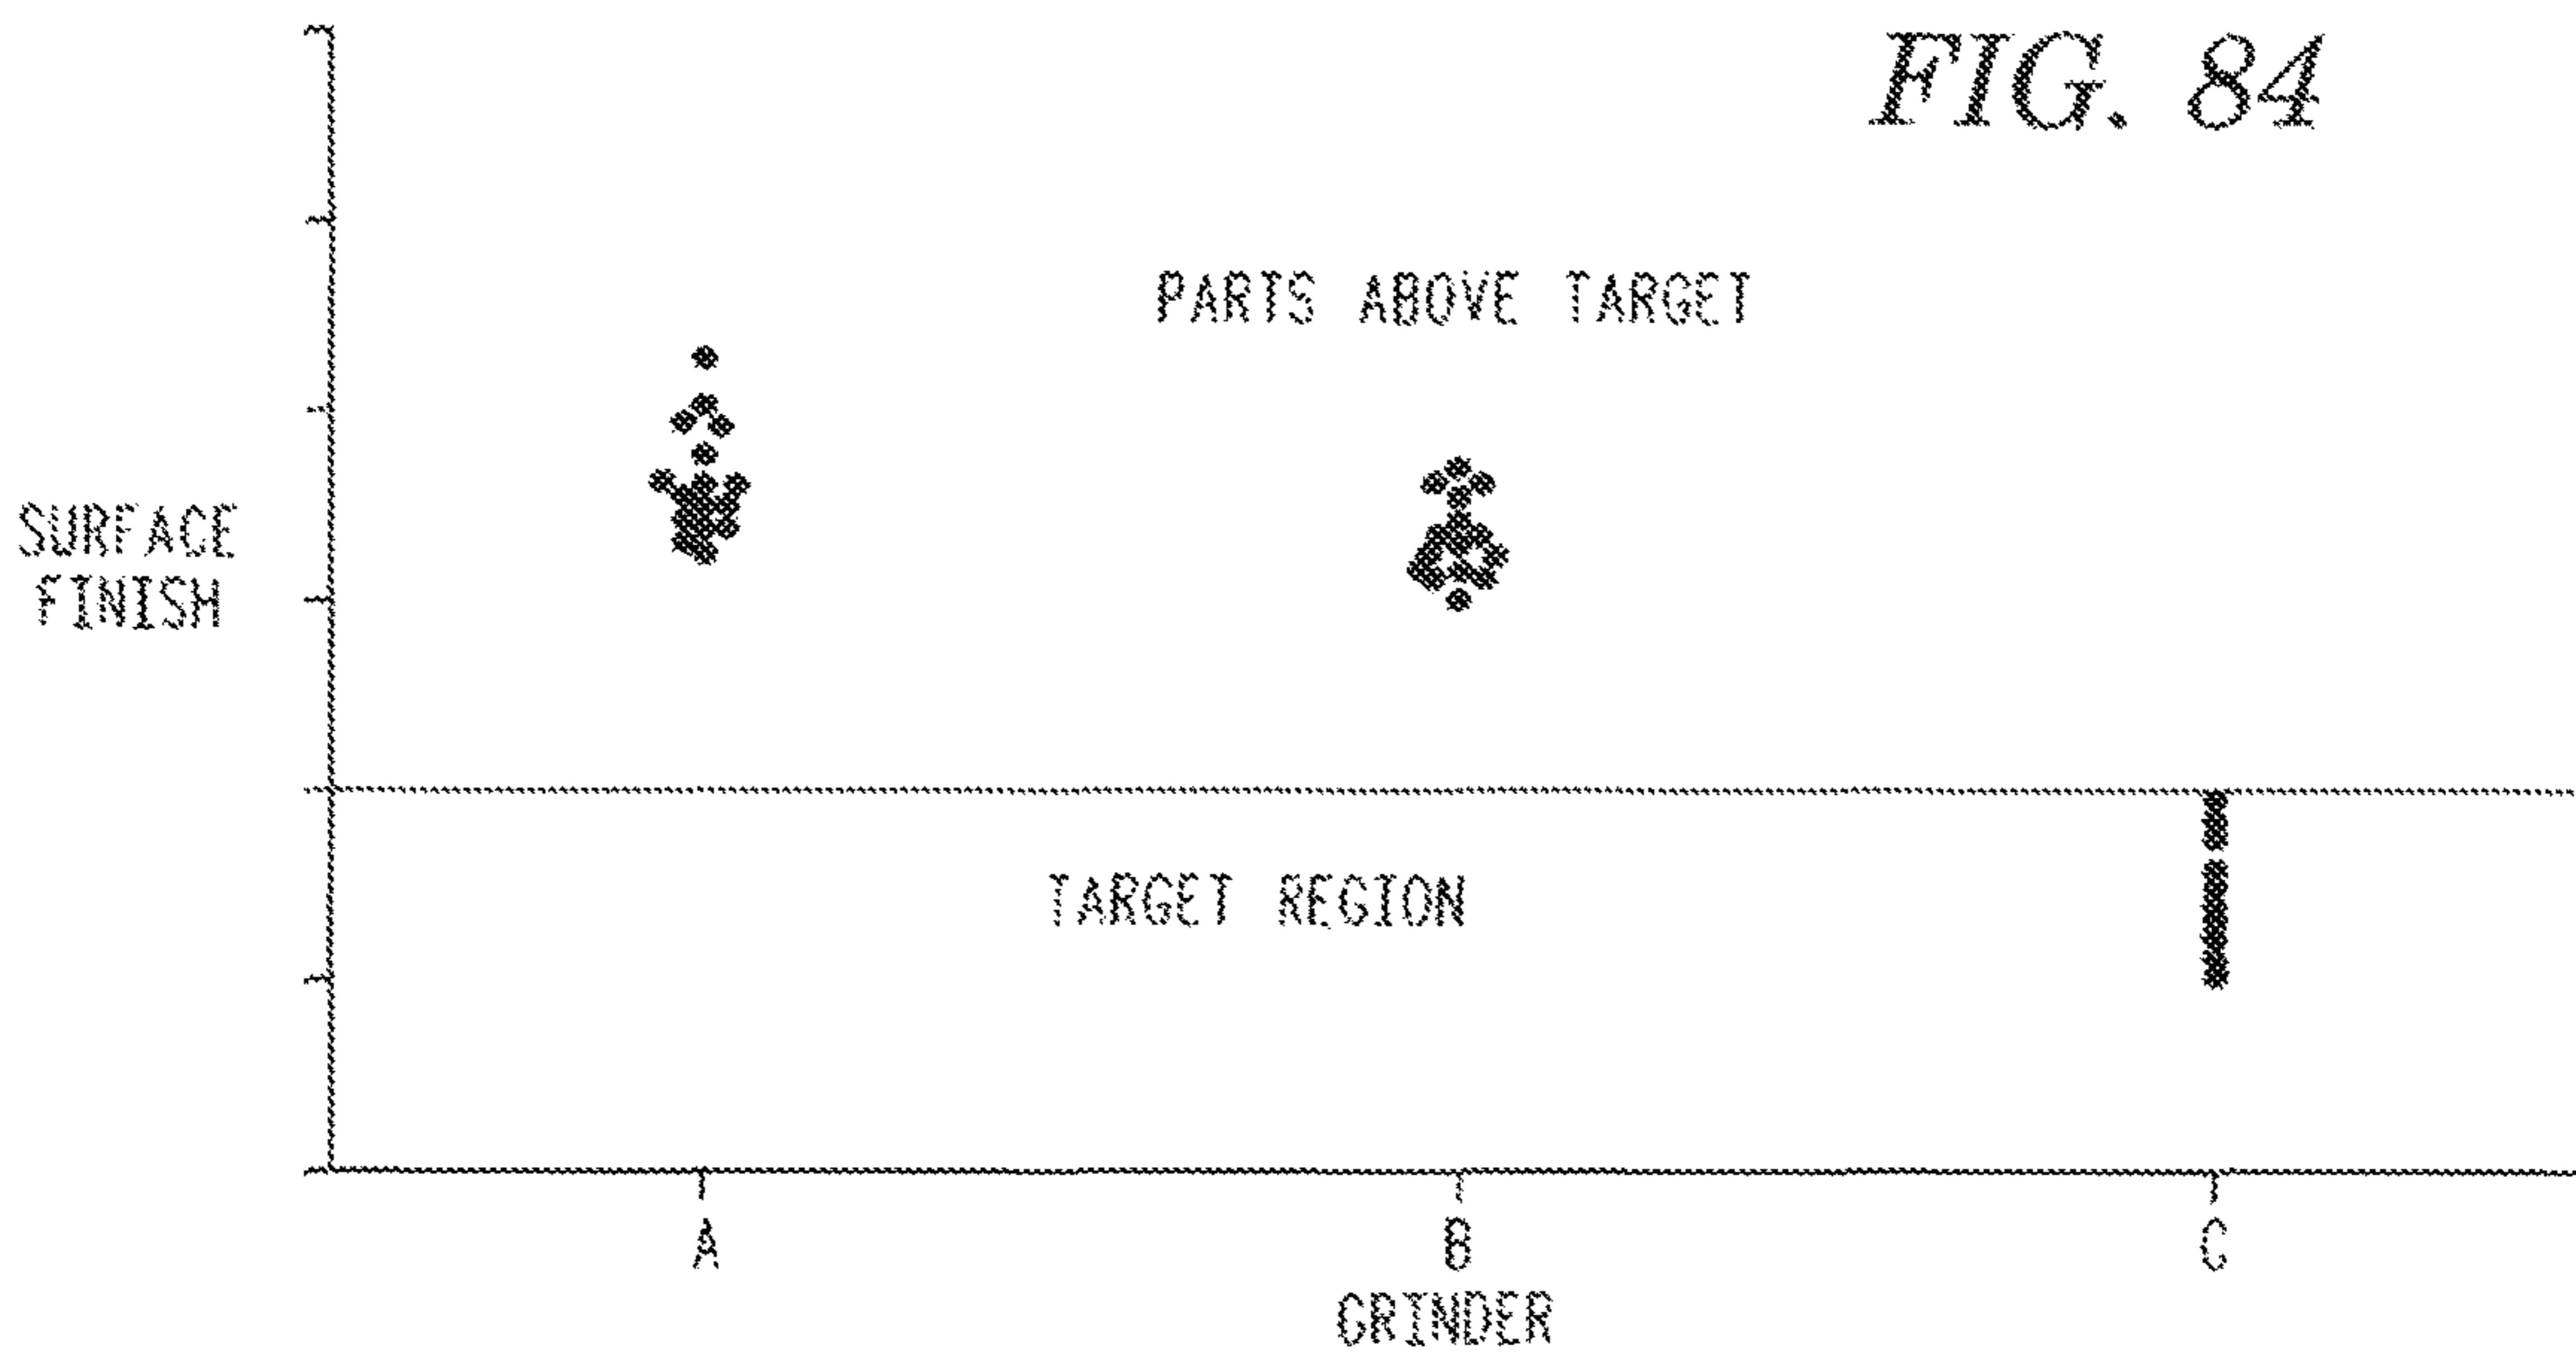 FIG. 84
PARTS ABOVE TARGET
SURFACE
FINISH
TARGET REGION
A
B
C
GRINDER